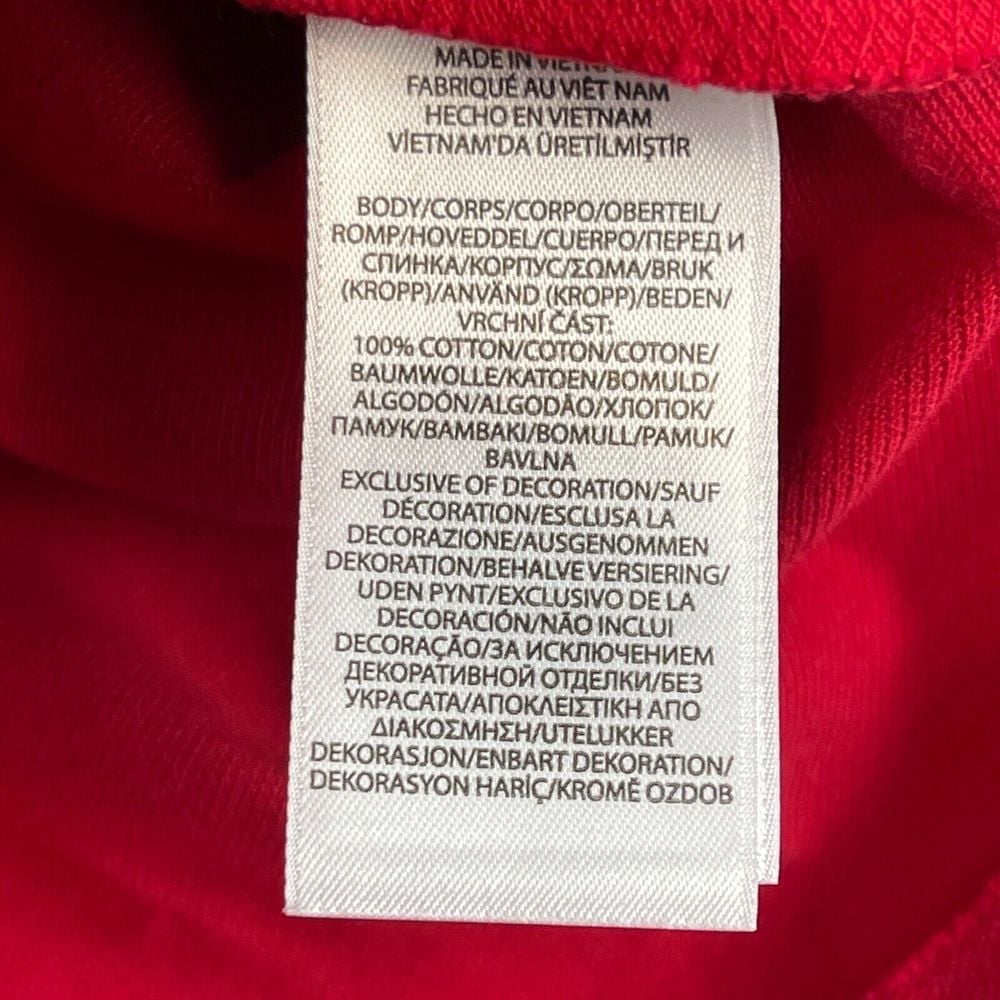 MADE IN VIETNAM
FABRIQUÉ AU VIÊT NAM
HECHO EN VIETNAM
VİETNAM'DA ÜRETİLMİŞTİR
BODY/CORPS/CORPO/OBERTEIL/
ROMP/HOVEDDEL/CUERPO/ПЕРЕД И
СПИНКА/КОРПУС/ΣΩΜΑ/BRUK
(KROPP)/ANVÄND (KROPP)/BEDEN/
VRCHNÍ ČÁST:
100% COTTON/COTON/COTONE/
BAUMWOLLE/KATOEN/BOMULD/
ALGODÓN/ALGODÃO/ХЛОПОК/
ПАМУК/ΒΑΜΒΑΚΙ/BOMULL/PAMUK/
BAVLNA
EXCLUSIVE OF DECORATION/SAUF
DÉCORATION/ESCLUSA LA
DECORAZIONE/AUSGENOMMEN
DEKORATION/BEHALVE VERSIERING/
UDEN PYNT/EXCLUSIVO DE LA
DECORACIÓN/NÃO INCLUI
DECORAÇÃO/ЗА ИСКЛЮЧЕНИЕМ
ДЕКОРАТИВНОЙ ОТДЕЛКИ/БЕЗ
УКРАСАТА/ΑΠΟΚΛΕΙΣΤΙΚΗ ΑΠΟ
ΔΙΑΚΟΣΜΗΣΗ/UTELUKKER
DEKORASJON/ENBART DEKORATION/
DEKORASYON HARİÇ/KROMĚ OZDOB